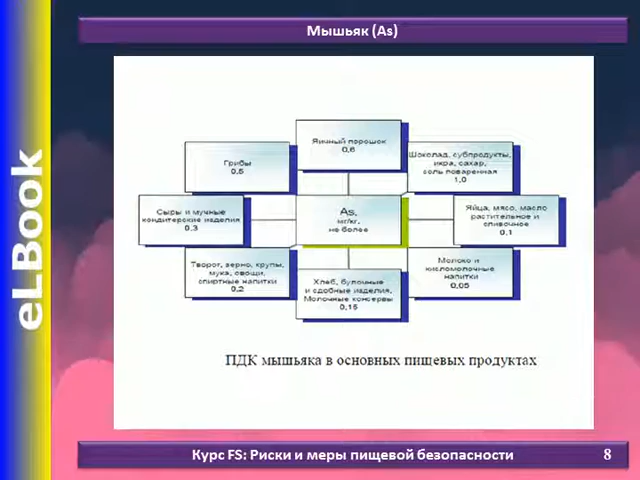 Мышьяк (As)
eLBook
Яичный порошок
0,6
Грибы
0,5
Шоколад, субпродукты,
икра, сахар,
соль поваренная
1,0
Сыры и мучные
кондитерские изделия
0,3
As,
мг/кг,
не более
Яйца, мясо, масло
растительное и
сливочное
0,1
Творог, зерно, крупы,
мука, овощи,
спиртные напитки
0,2
Хлеб, булочные
и сдобные изделия,
Молочные консервы
0,15
Молоко и
кисломолочные
напитки
0,05
ПДК мышьяка в основных пищевых продуктах
Курс FS: Риски и меры пищевой безопасности
8